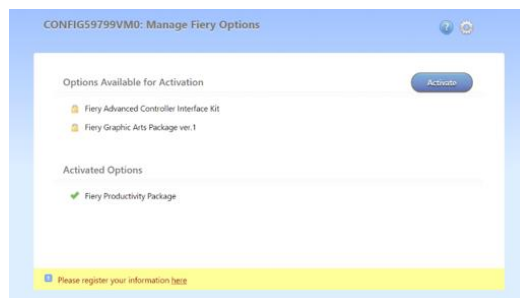 CONFIG59799VM0: Manage Fiery Options
Options Available for Activation
Activate
Fiery Advanced Controller Interface Kit
Fiery Graphic Arts Package ver.1
Activated Options
Fiery Productivity Package
Please register your information here